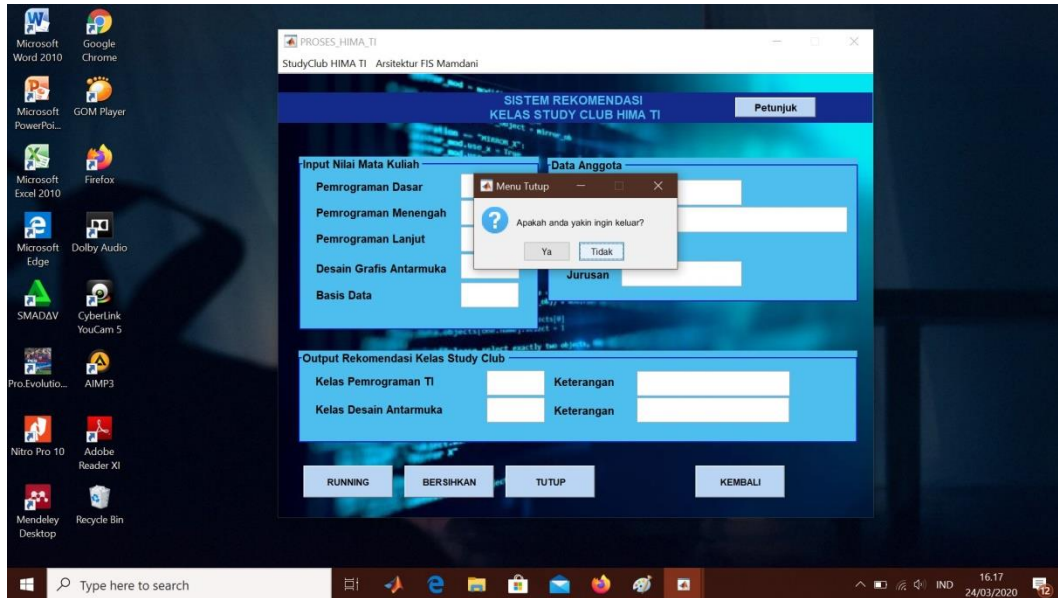 Microsoft
Word 2010
Google
Chrome
Microsoft
PowerPoi...
GOM Player
Microsoft
Excel 2010
Firefox
Microsoft
Edge
Dolby Audio
SMADΔV
CyberLink
YouCam 5
Pro.Evolutio...
AIMP3
Nitro Pro 10
Adobe
Reader XI
Mendeley
Desktop
Recycle Bin
PROSES_HIMA_TI
StudyClub HIMA TI Arsitektur FIS Mamdani
SISTEM REKOMENDASI
KELAS STUDY CLUB HIMA TI
Petunjuk
Input Nilai Mata Kuliah
Pemrograman Dasar
Pemrograman Menengah
Pemrograman Lanjut
Desain Grafis Antarmuka
Basis Data
Data Anggota
Jurusan
Menu Tutup
Apakah anda yakin ingin keluar?
Ya Tidak
Output Rekomendasi Kelas Study Club
Kelas Pemrograman TI Keterangan
Kelas Desain Antarmuka Keterangan
RUNNING BERSIHKAN TUTUP KEMBALI
Type here to search
IND
16.17
24/03/2020
12